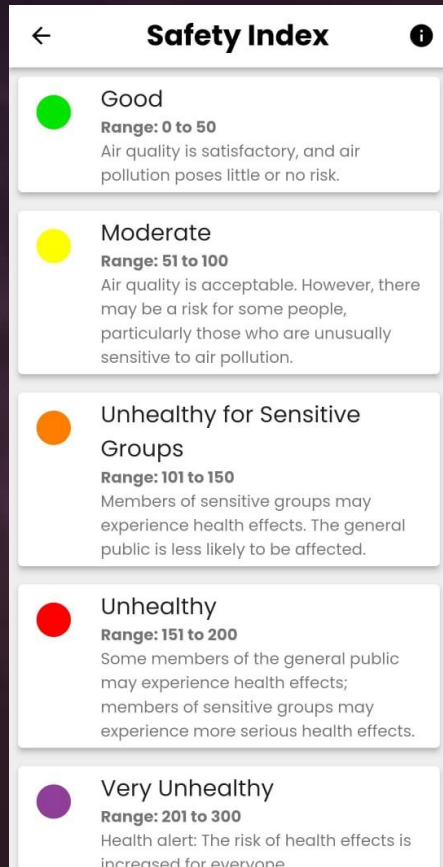 Safety Index
Good
Range: 0 to 50
Air quality is satisfactory, and air
pollution poses little or no risk.
Moderate
Range: 51 to 100
Air quality is acceptable. However, there
may be a risk for some people,
particularly those who are unusually
sensitive to air pollution.
Unhealthy for Sensitive
Groups
Range: 101 to 150
Members of sensitive groups may
experience health effects. The general
public is less likely to be affected.
Unhealthy
Range: 151 to 200
Some members of the general public
may experience health effects;
members of sensitive groups may
experience more serious health effects.
Very Unhealthy
Range: 201 to 300
Health alert: The risk of health effects is
increased for everyone